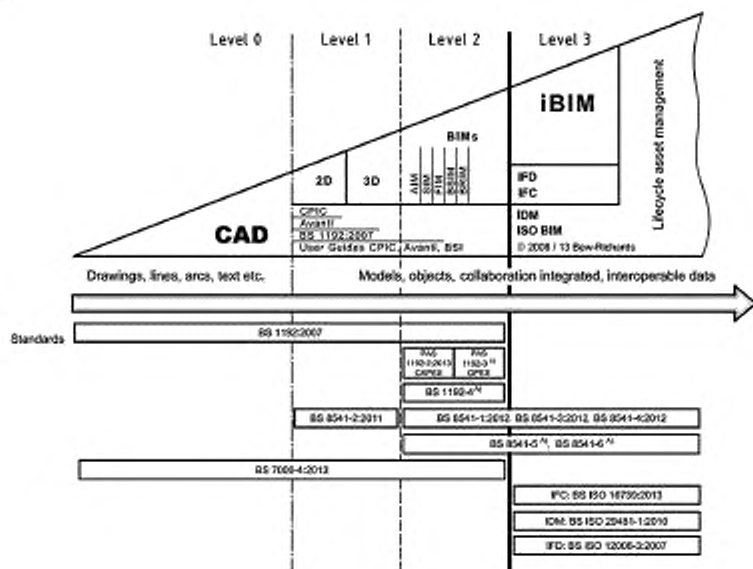 Level 0
Level 1
Level 2
Level 3
iBIM
BIMs
Lifecycle asset management
2D
3D
AIM
SIM
FIM
BSIM
BRIM
IFD
IFC
CAD
CPIC
Avanti
BS 1192:2007
User Guides CPIC, Avanti, BSI
IDM
ISO BIM
© 2008 / 13 Bew-Richards
Drawings, lines, arcs, text etc.
Models, objects, collaboration integrated, interoperable data
Standards
BS 1192:2007
PAS 1192-2:2013 CAPEX
PAS 1192-3 A) OPEX
BS 1192-4 A)
BS 8541-2:2011
BS 8541-1:2012, BS 8541-3:2012, BS 8541-4:2012
BS 8541-5 A), BS 8541-6 A)
BS 7000-4:2013
IFC: BS ISO 16739:2013
IDM: BS ISO 29481-1:2010
IFD: BS ISO 12006-3:2007